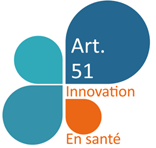 Art.
51
Innovation
En santé